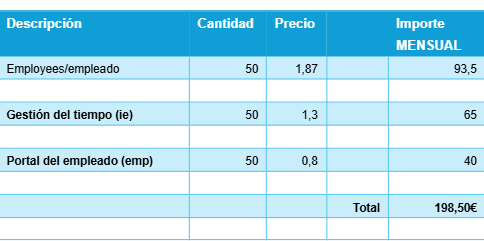 Descripción Cantidad Precio Importe
MENSUAL
Employees/empleado 50 1,87 93,5
Gestión del tiempo (ie) 50 1,3 65
Portal del empleado (emp) 50 0,8 40
Total 198,50€